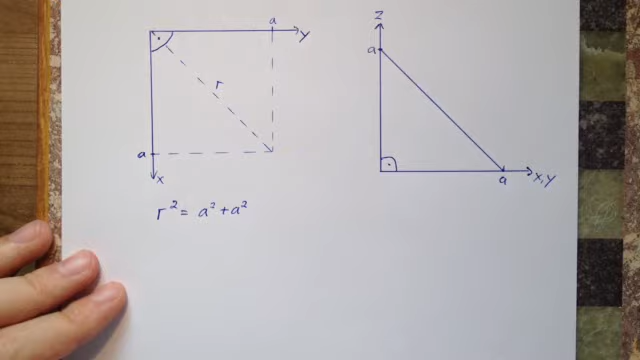 a
y
r
a
x
r² = a² + a²
z
a
a
x,y